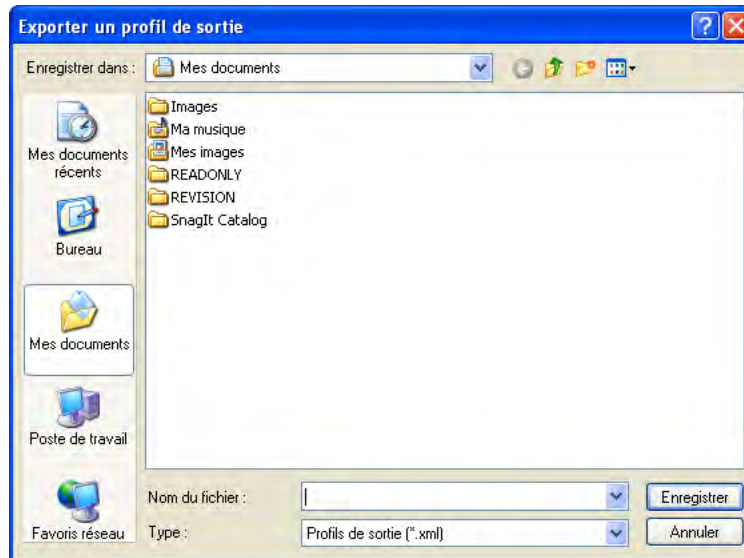 Exporter un profil de sortie
Enregistrer dans :
Mes documents
Mes documents
récents
Bureau
Mes documents
Poste de travail
Favoris réseau
Images
Ma musique
Mes images
READONLY
REVISION
SnagIt Catalog
Nom du fichier :
Enregistrer
Type :
Profils de sortie (*.xml)
Annuler